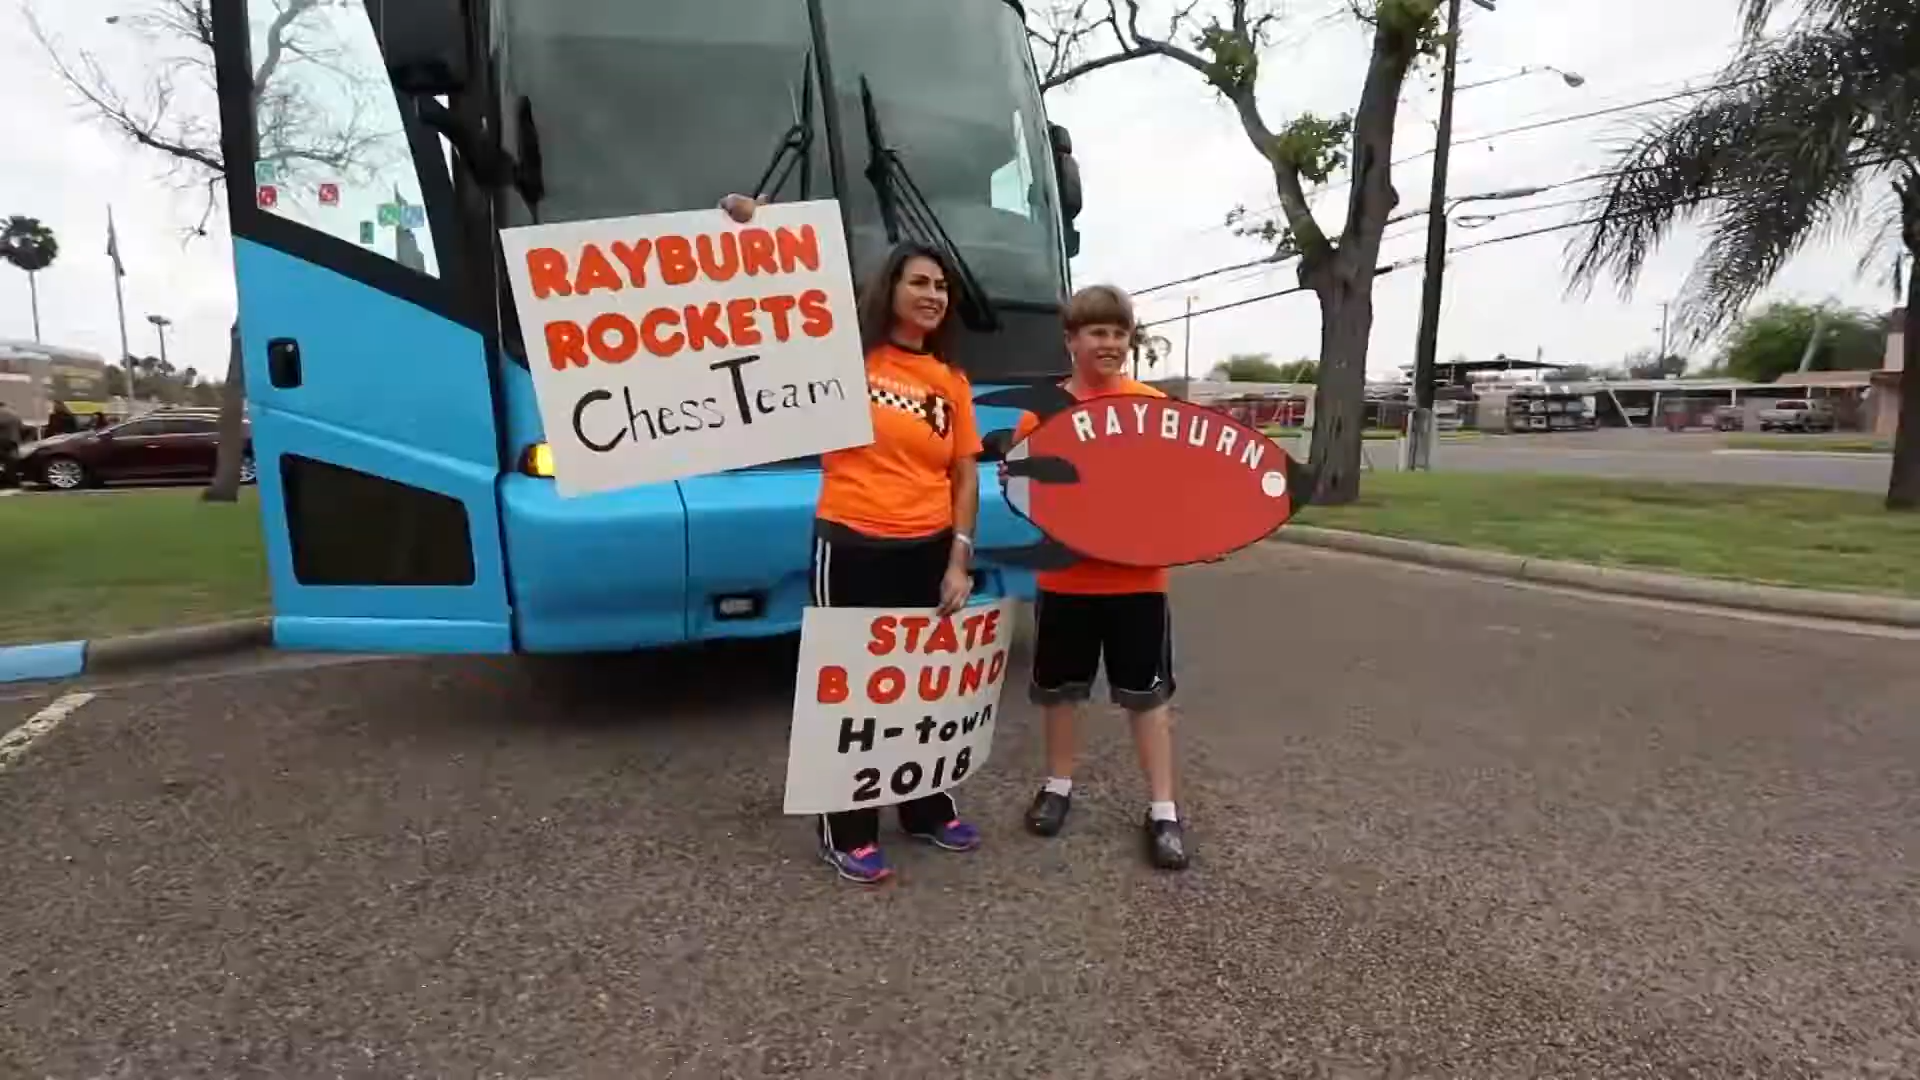 RAYBURN
ROCKETS
Chess Team
RAYBURN
STATE
BOUND
H-town
2018